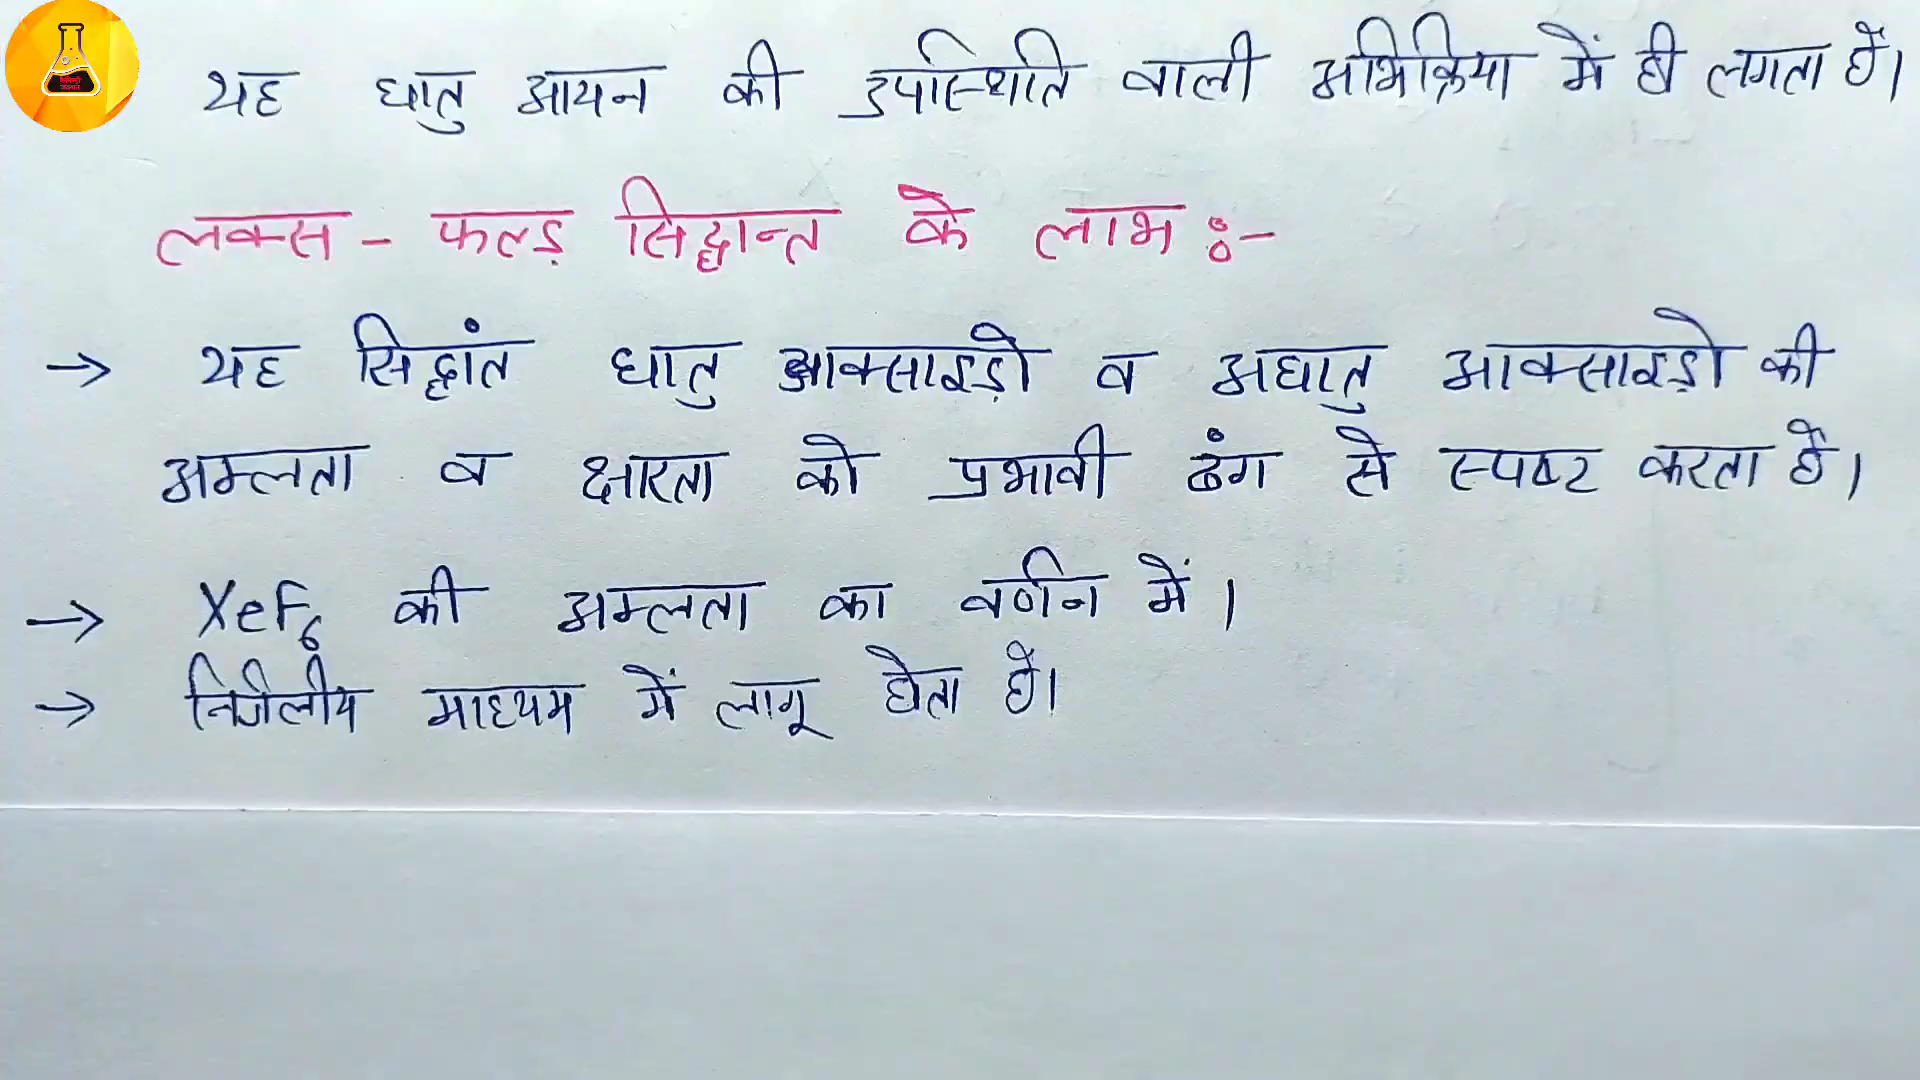 यह धातु आयन की उपस्थिति वाली अभिक्रिया में ही लगता हैं।
लक्स - फलड़ सिद्धान्त के लाभ :-
→ यह सिद्धांत धातु आक्साइड़ो व अधातु आक्साइड़ो की
अम्लता व क्षारता को प्रभावी ढंग से स्पष्ट करता हैं।
→ XeF₆ की अम्लता का वर्णन में।
→ निर्जलीय माध्यम में लागू होता हैं।